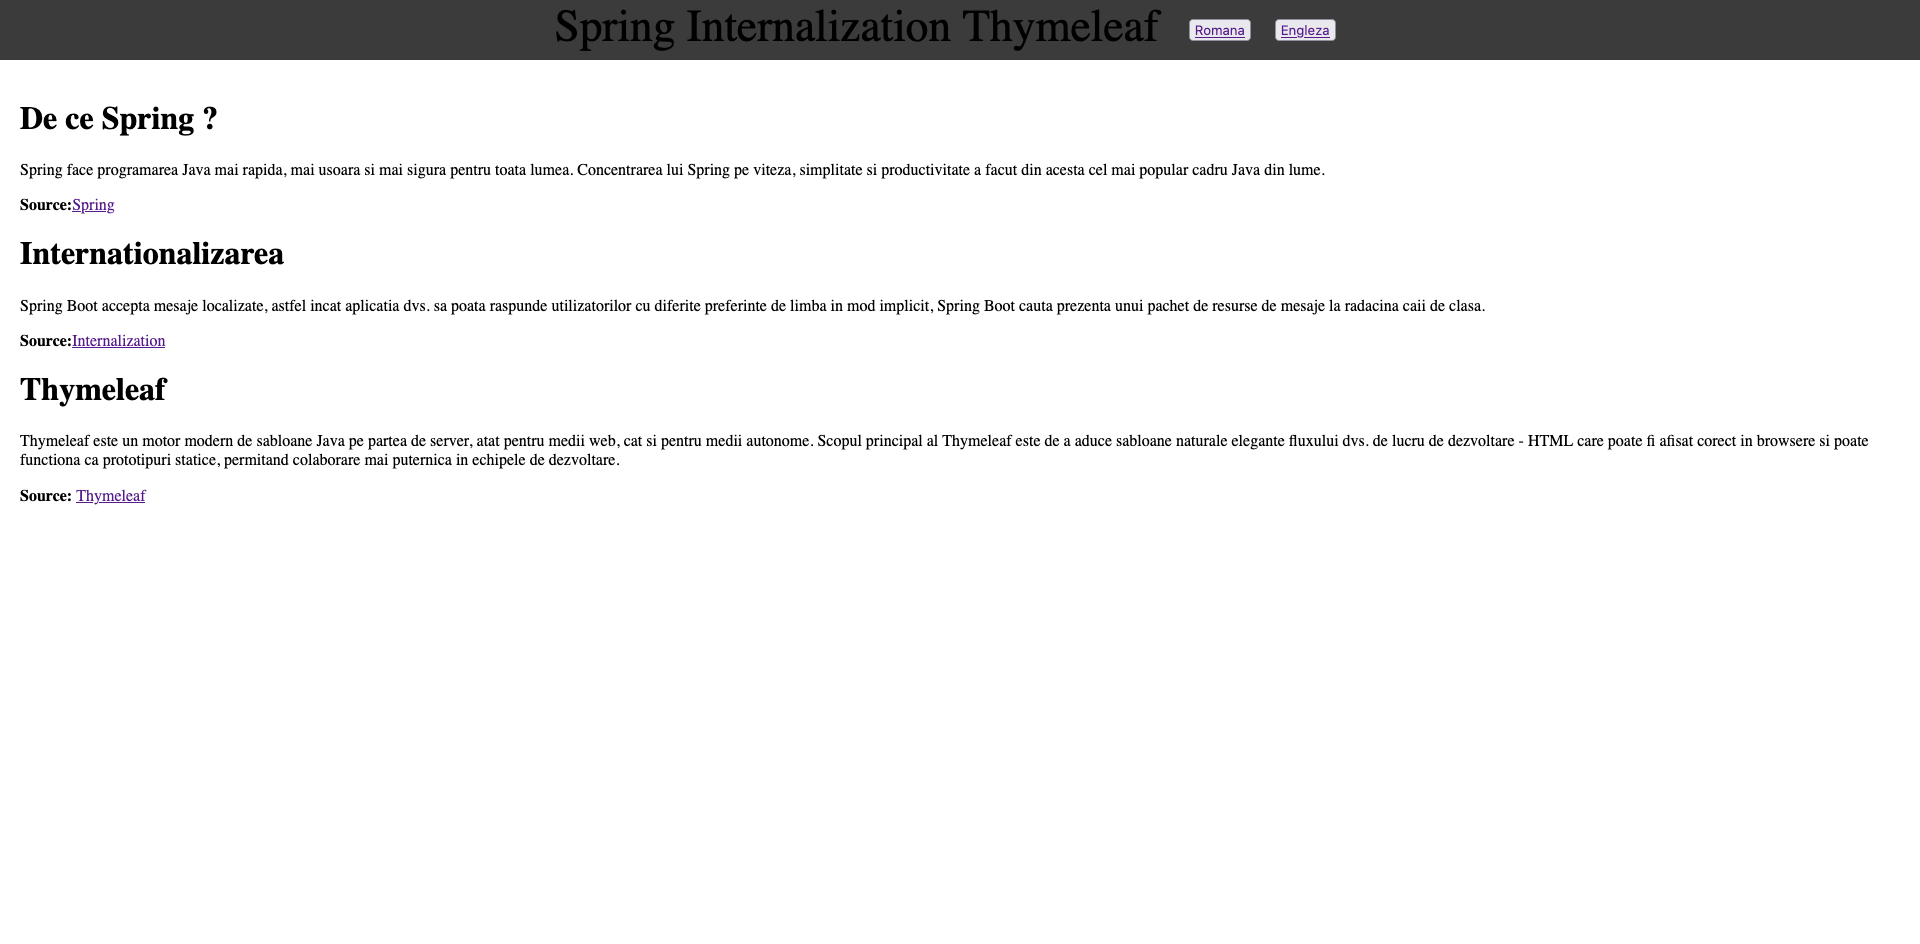 Spring Internalization Thymeleaf Romana Engleza
De ce Spring ?
Spring face programarea Java mai rapida, mai usoara si mai sigura pentru toata lumea. Concentrarea lui Spring pe viteza, simplitate si productivitate a facut din acesta cel mai popular cadru Java din lume.
Source:Spring
Internationalizarea
Spring Boot accepta mesaje localizate, astfel incat aplicatia dvs. sa poata raspunde utilizatorilor cu diferite preferinte de limba in mod implicit, Spring Boot cauta prezenta unui pachet de resurse de mesaje la radacina caii de clasa.
Source:Internalization
Thymeleaf
Thymeleaf este un motor modern de sabloane Java pe partea de server, atat pentru medii web, cat si pentru medii autonome. Scopul principal al Thymeleaf este de a aduce sabloane naturale elegante fluxului dvs. de lucru de dezvoltare - HTML care poate fi afisat corect in browsere si poate
functiona ca prototipuri statice, permitand colaborare mai puternica in echipele de dezvoltare.
Source: Thymeleaf